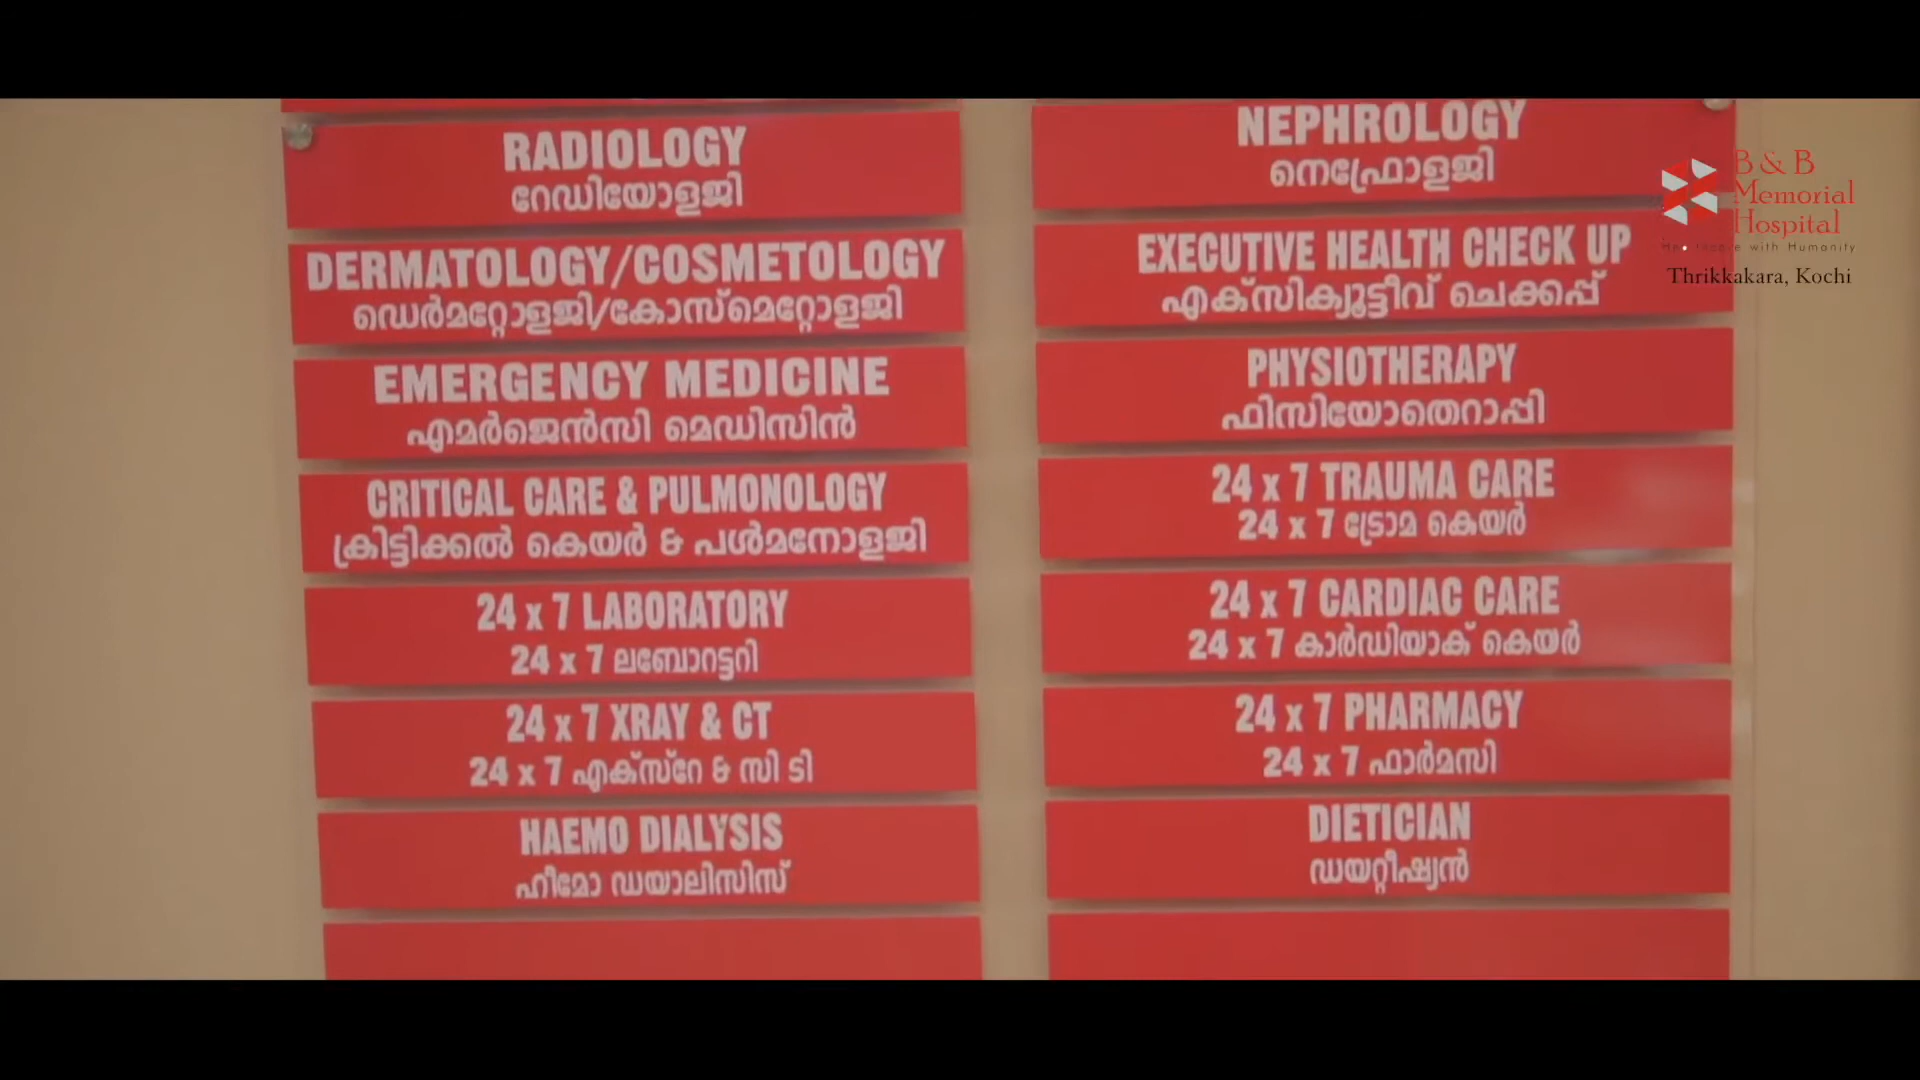 RADIOLOGY
റേഡിയോളജി
DERMATOLOGY/COSMETOLOGY
ഡെർമറ്റോളജി/കോസ്മെറ്റോളജി
EMERGENCY MEDICINE
എമർജെൻസി മെഡിസിൻ
CRITICAL CARE & PULMONOLOGY
ക്രിട്ടിക്കൽ കെയർ & പൾമനോളജി
24 x 7 LABORATORY
24 x 7 ലബോറട്ടറി
24 x 7 XRAY & CT
24 x 7 എക്സ്റേ & സി ടി
HAEMO DIALYSIS
ഹീമോ ഡയാലിസിസ്
NEPHROLOGY
നെഫ്രോളജി
EXECUTIVE HEALTH CHECK UP
എക്സിക്യൂട്ടീവ് ചെക്കപ്പ്
PHYSIOTHERAPY
ഫിസിയോതെറാപ്പി
24 x 7 TRAUMA CARE
24 x 7 ട്രോമ കെയർ
24 x 7 CARDIAC CARE
24 x 7 കാർഡിയാക് കെയർ
24 x 7 PHARMACY
24 x 7 ഫാർമസി
DIETICIAN
ഡയറ്റീഷ്യൻ
B & B
Memorial
Hospital
with Humanity
Thrikkakara, Kochi